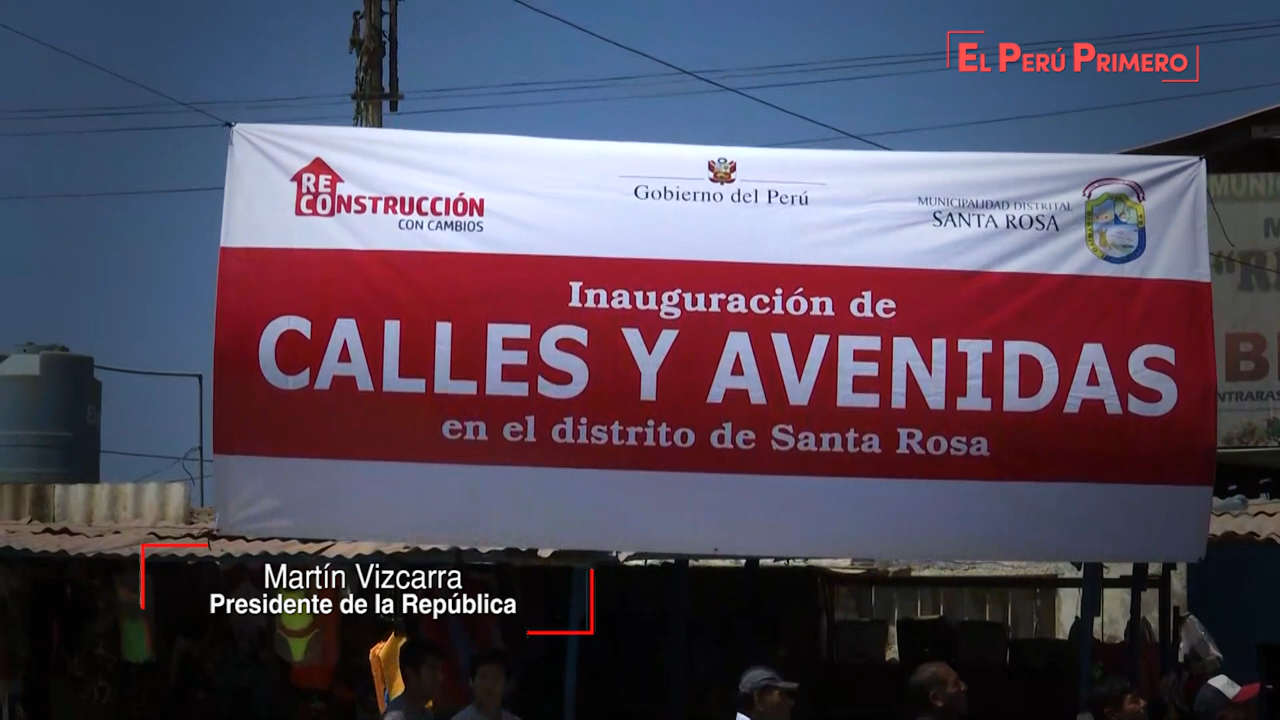 EL PERÚ PRIMERO
RECONSTRUCCIÓN
CON CAMBIOS
Gobierno del Perú
MUNICIPALIDAD DISTRITAL
SANTA ROSA
Inauguración de
CALLES Y AVENIDAS
en el distrito de Santa Rosa
Martín Vizcarra
Presidente de la República